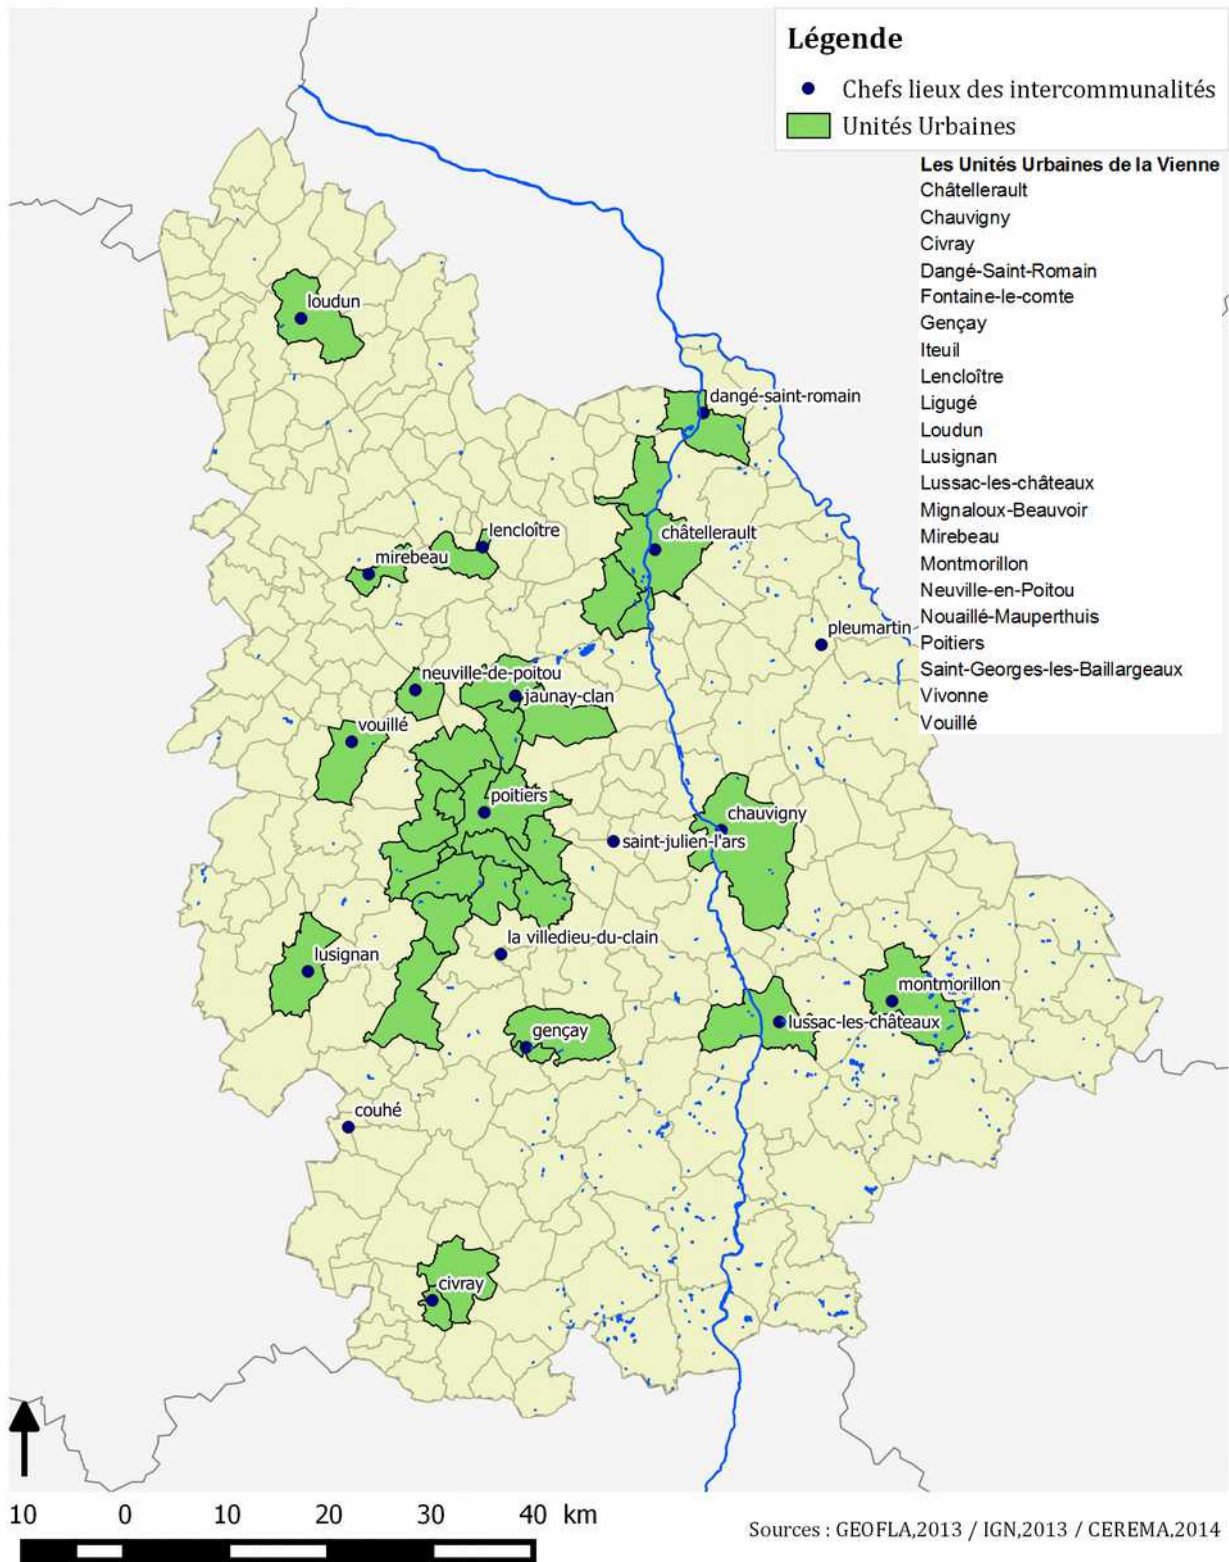 Légende
Chefs lieux des intercommunalités
Unités Urbaines
Les Unités Urbaines de la Vienne
Châtellerault
Chauvigny
Civray
Dangé-Saint-Romain
Fontaine-le-comte
Gençay
Iteuil
Lencloître
Ligugé
Loudun
Lusignan
Lussac-les-châteaux
Mignaloux-Beauvoir
Mirebeau
Montmorillon
Neuville-en-Poitou
Nouaillé-Mauperthuis
Poitiers
Saint-Georges-les-Baillargeaux
Vivonne
Vouillé
loudun
dangé-saint-romain
lencloître
châtellerault
mirebeau
pleumartin
neuville-de-poitou
jaunay-clan
vouillé
poitiers
chauvigny
saint-julien-l'ars
la villedieu-du-clain
lusignan
montmorillon
lussac-les-châteaux
gençay
couhé
civray
10 0 10 20 30 40 km
Sources : GEOFLA,2013 / IGN,2013 / CEREMA,2014